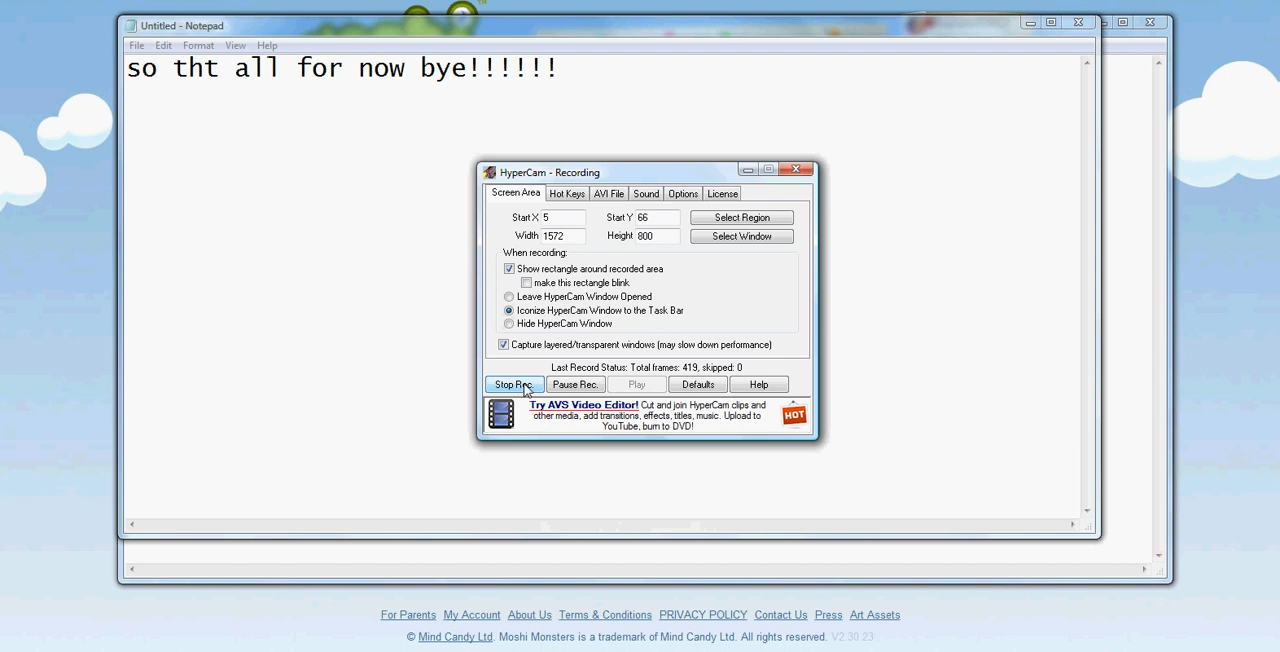 Untitled - Notepad
File Edit Format View Help
so tht all for now bye!!!!!!
HyperCam - Recording
Screen Area Hot Keys AVI File Sound Options License
Start X 5 Start Y 66 Select Region
Width 1572 Height 800 Select Window
When recording:
Show rectangle around recorded area
make this rectangle blink
Leave HyperCam Window Opened
Iconize HyperCam Window to the Task Bar
Hide HyperCam Window
Capture layered/transparent windows (may slow down performance)
Last Record Status: Total frames: 419, skipped: 0
Stop Rec. Pause Rec. Play Defaults Help
Try AVS Video Editor! Cut and join HyperCam clips and
other media, add transitions, effects, titles, music. Upload to
YouTube, burn to DVD!
HOT
For Parents My Account About Us Terms & Conditions PRIVACY POLICY Contact Us Press Art Assets
© Mind Candy Ltd. Moshi Monsters is a trademark of Mind Candy Ltd. All rights reserved. V2.30.23